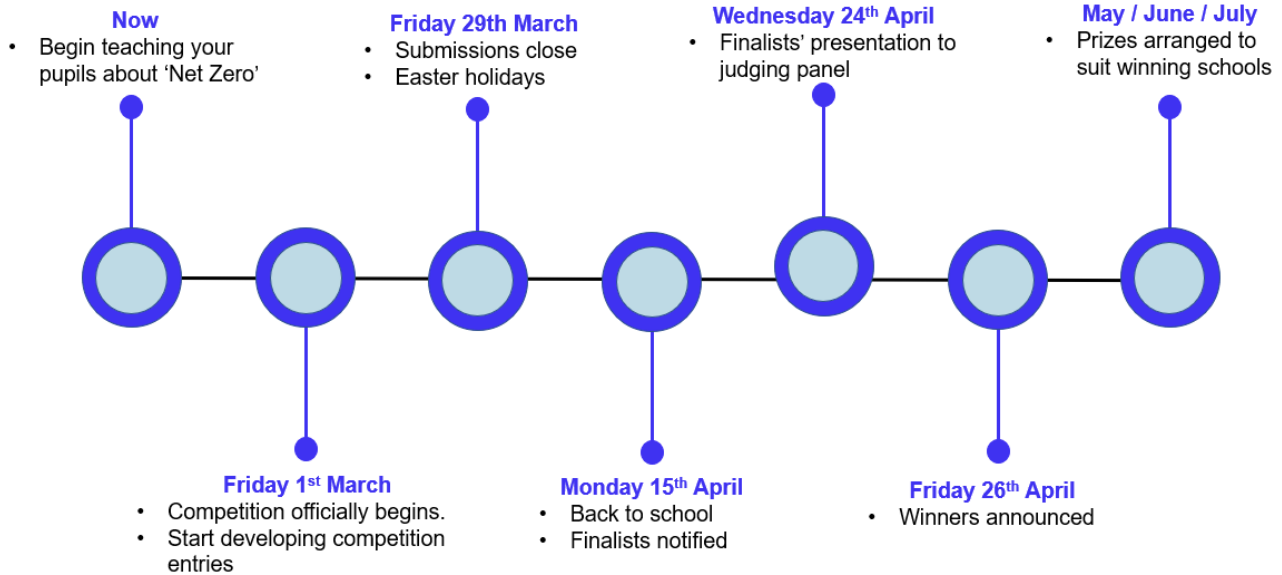 Now
• Begin teaching your
pupils about ‘Net Zero’
Friday 29th March
• Submissions close
• Easter holidays
Wednesday 24th April
• Finalists’ presentation to
judging panel
May / June / July
• Prizes arranged to
suit winning schools
Friday 1st March
• Competition officially begins.
• Start developing competition
entries
Monday 15th April
• Back to school
• Finalists notified
Friday 26th April
• Winners announced